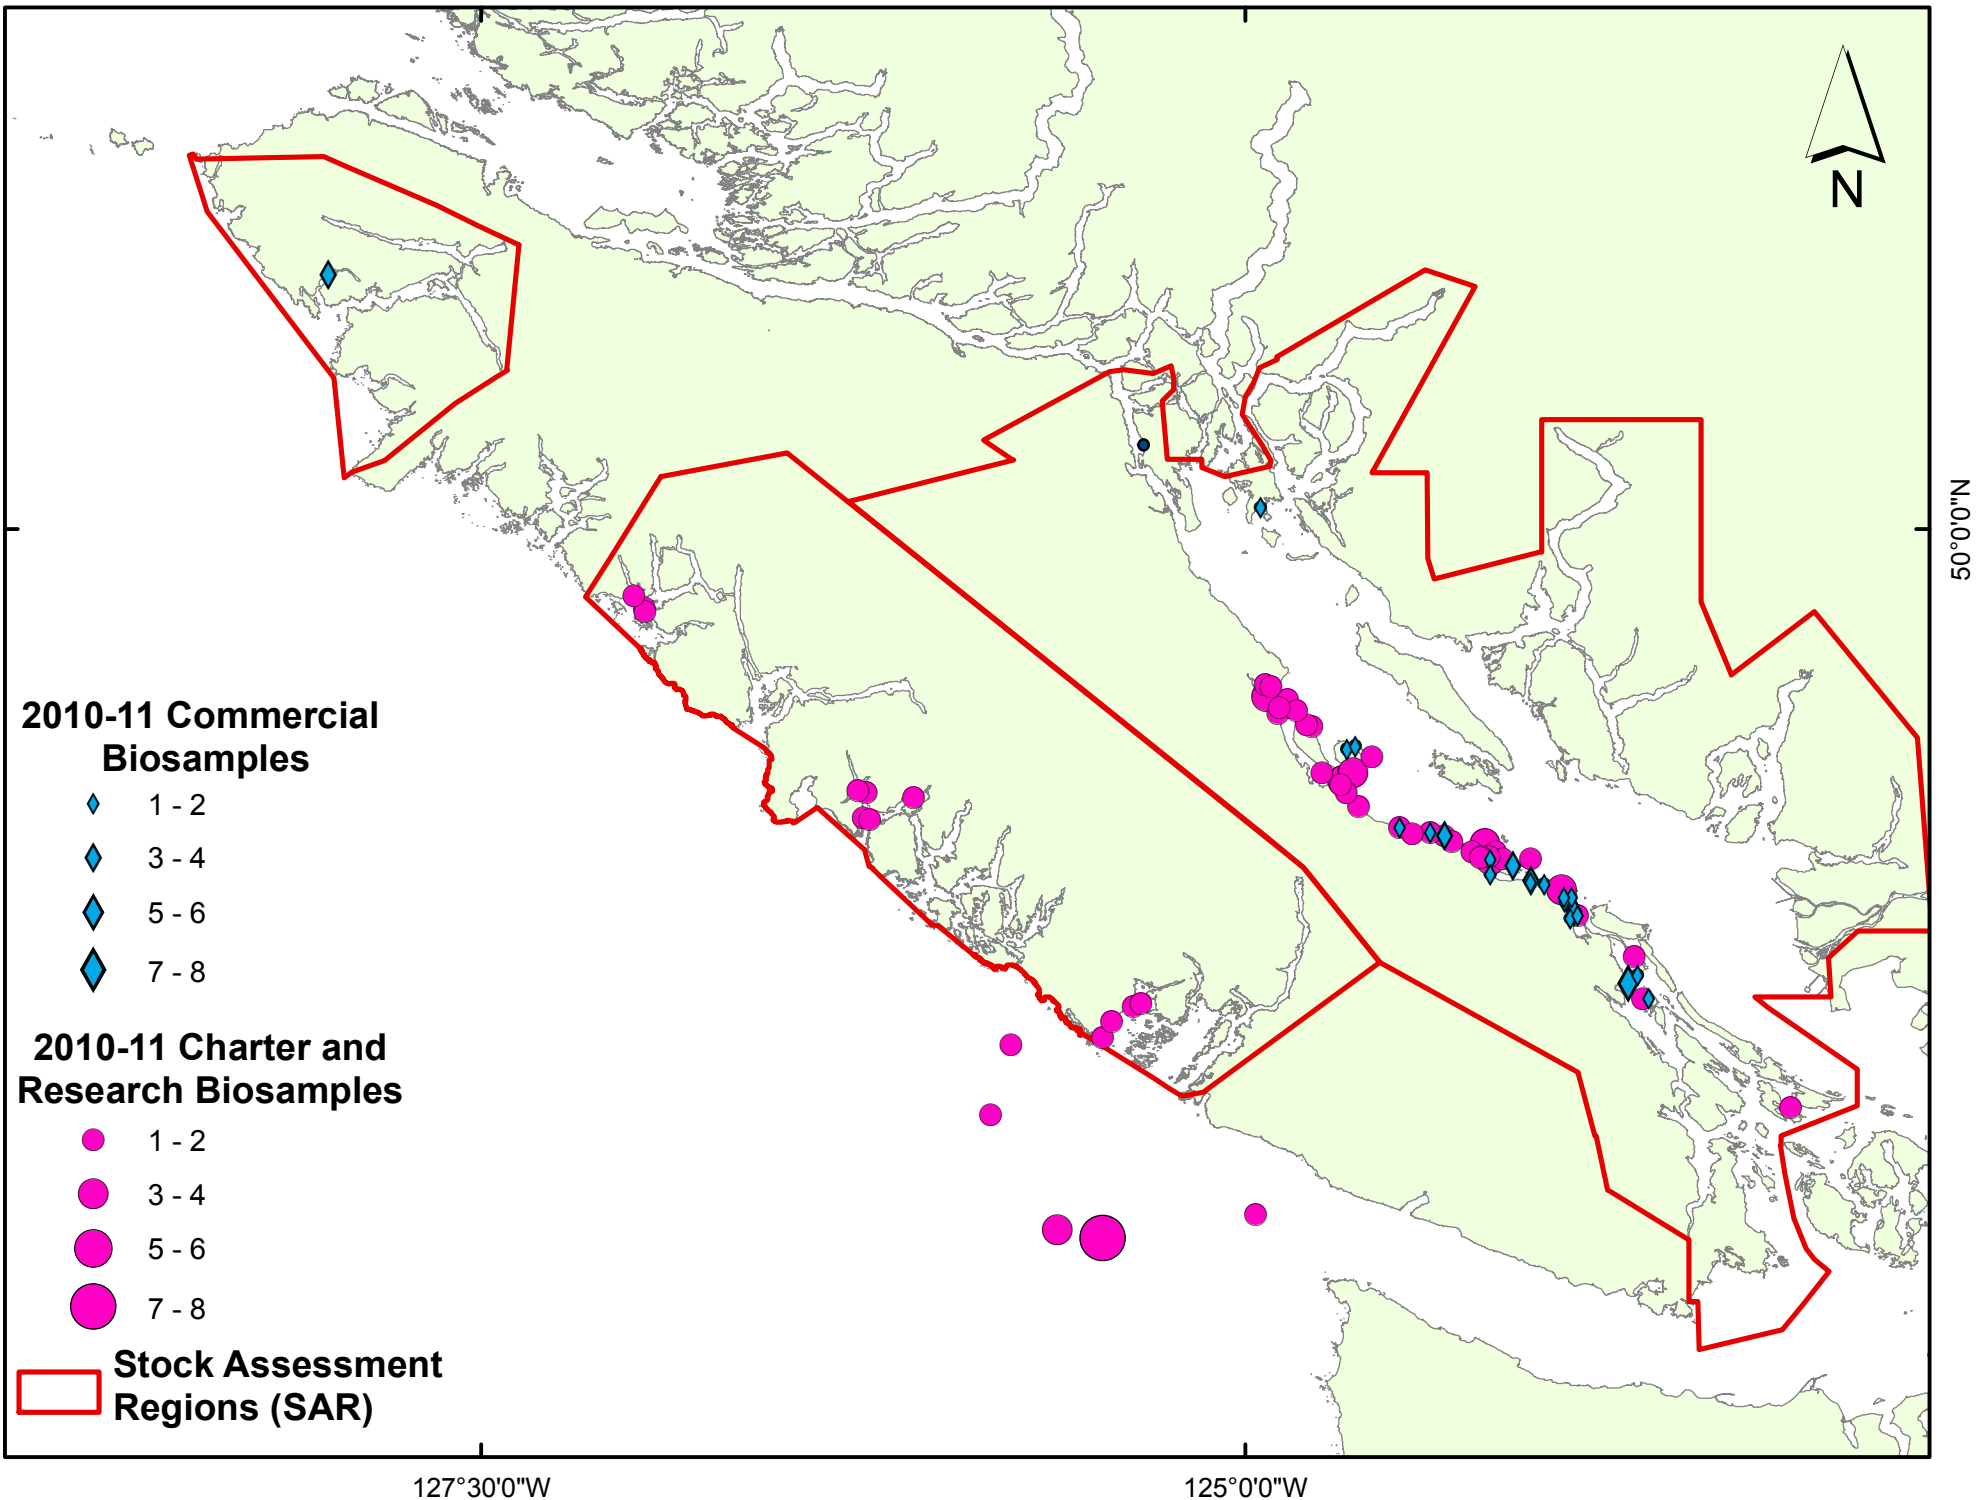 N
50°0'0"N
2010-11 Commercial
Biosamples
1 - 2
3 - 4
5 - 6
7 - 8
2010-11 Charter and
Research Biosamples
1 - 2
3 - 4
5 - 6
7 - 8
Stock Assessment
Regions (SAR)
127°30'0"W
125°0'0"W